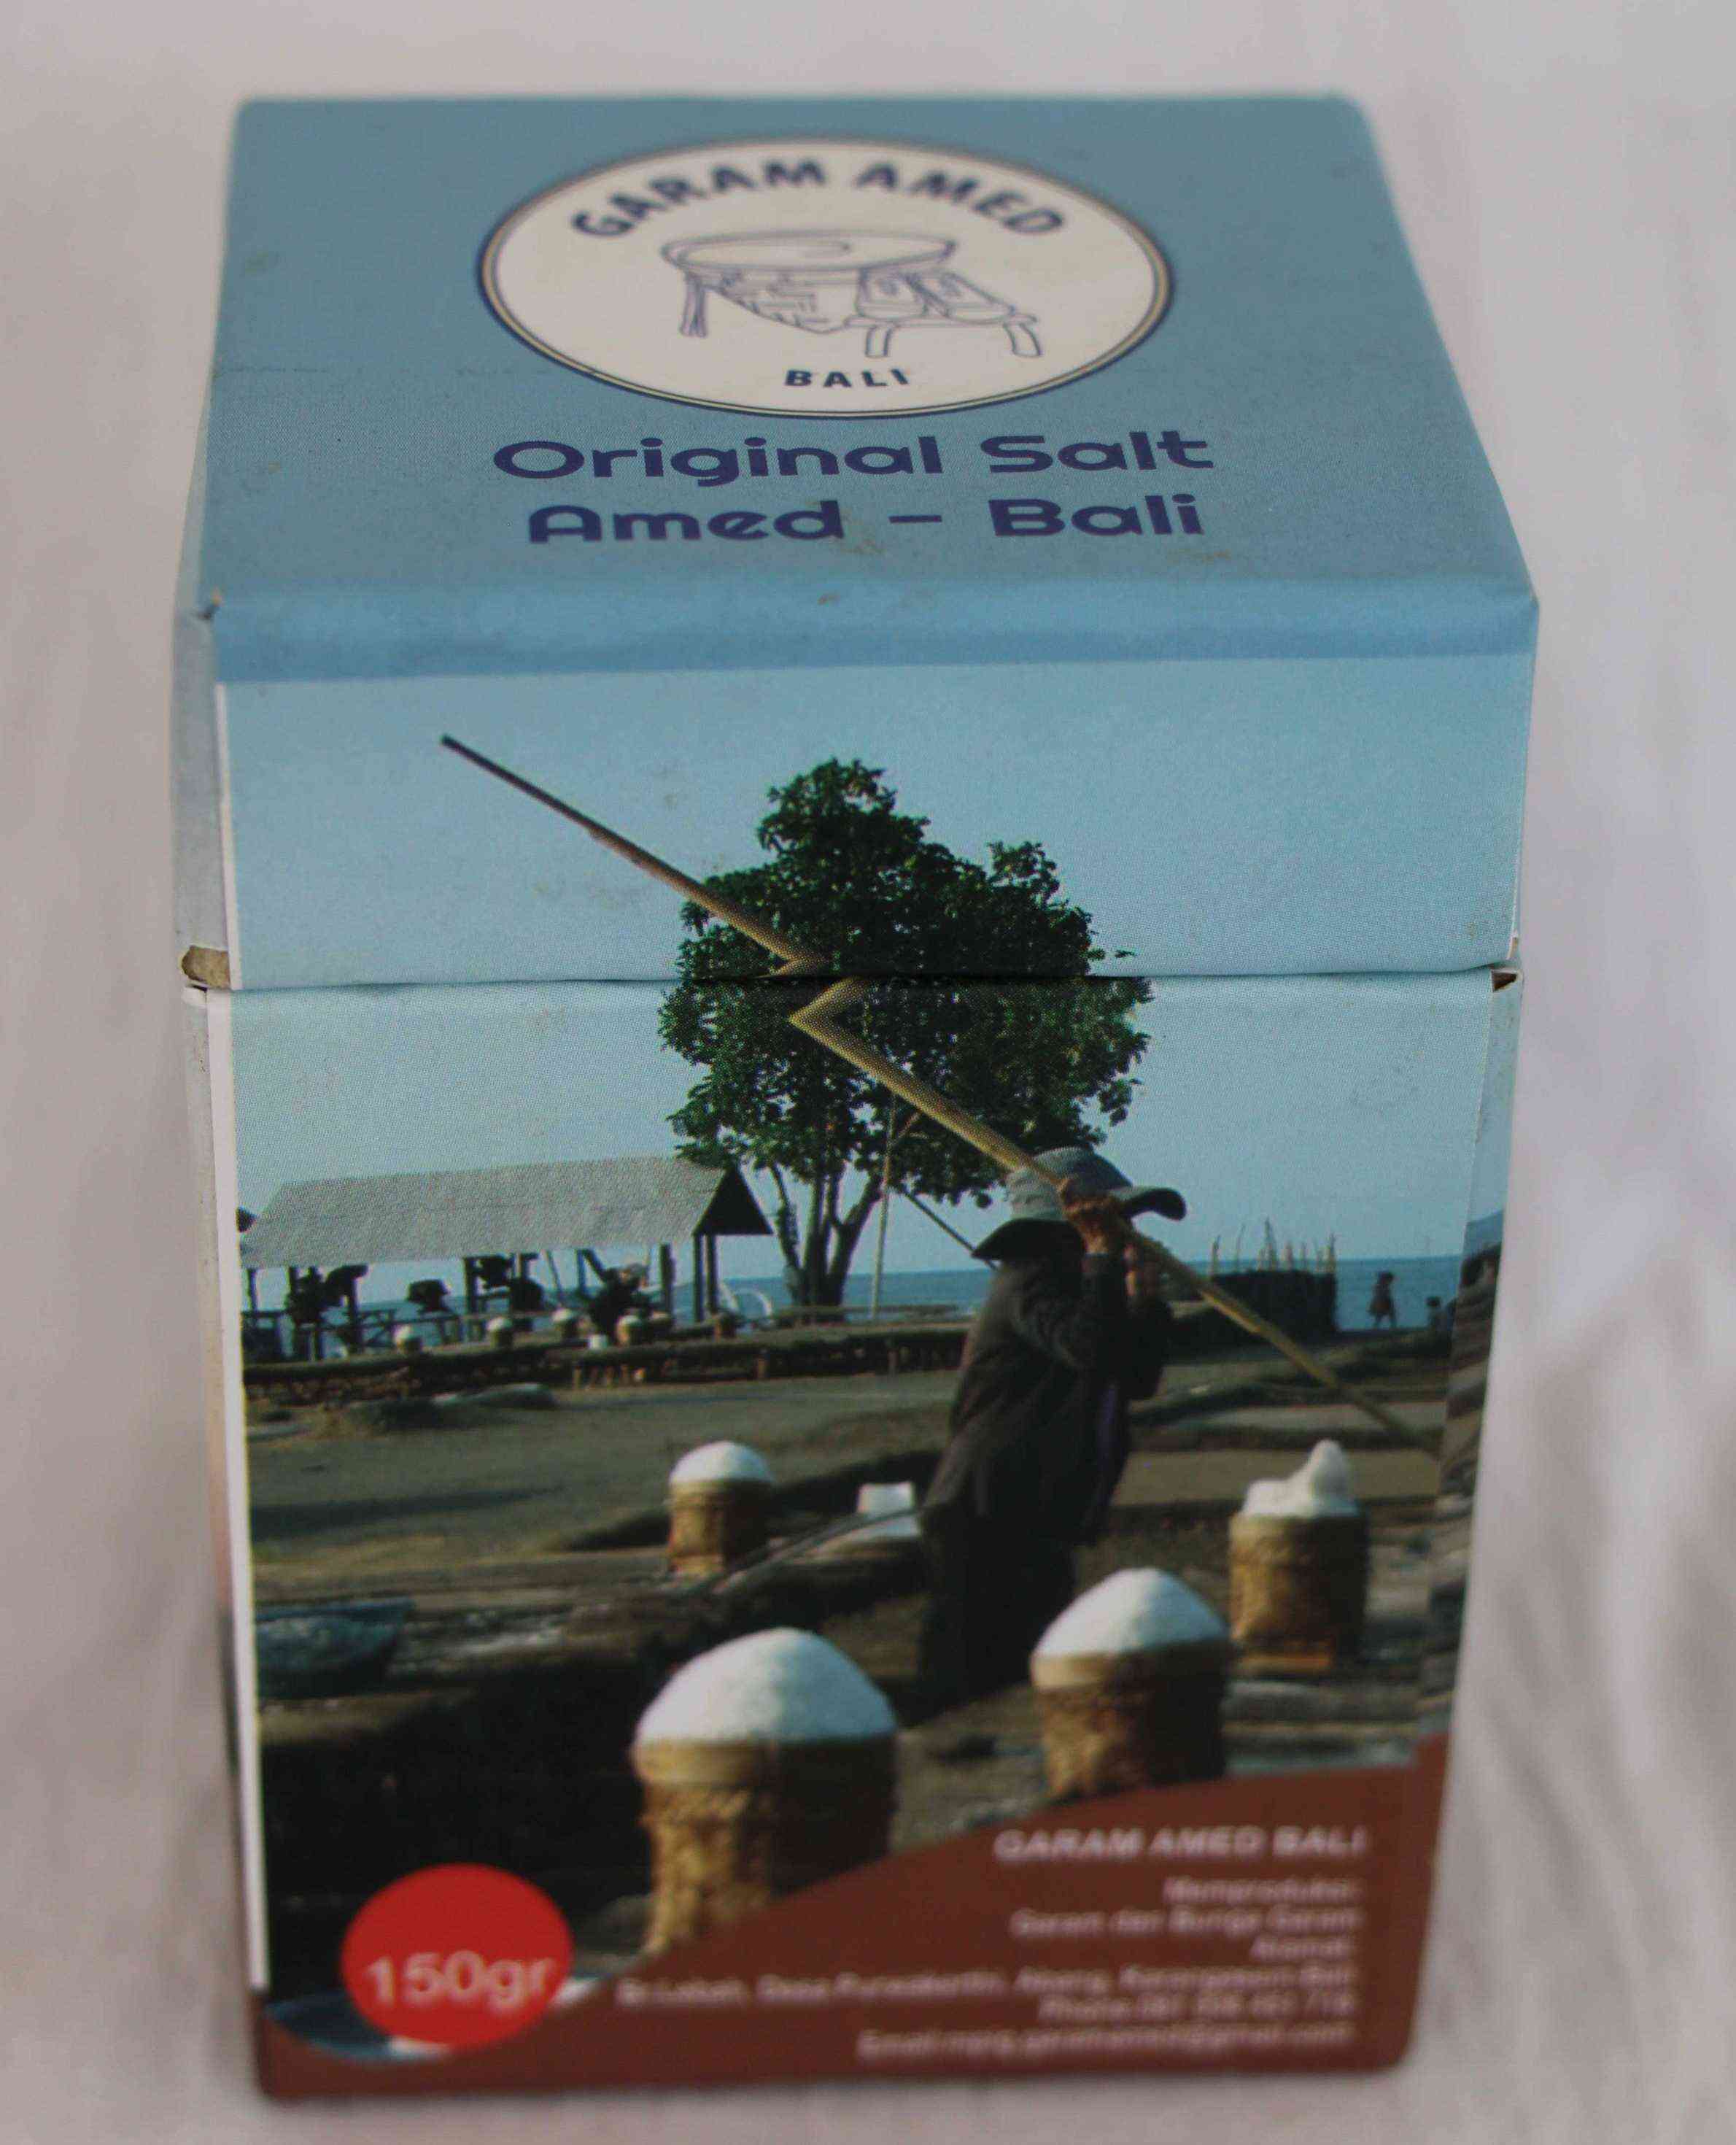 GARAM AMED
BALI
Original Salt
Amed - Bali
GARAM AMED BALI
Memproduksi:
Garam dan Bunga Garam
Alamat:
150gr